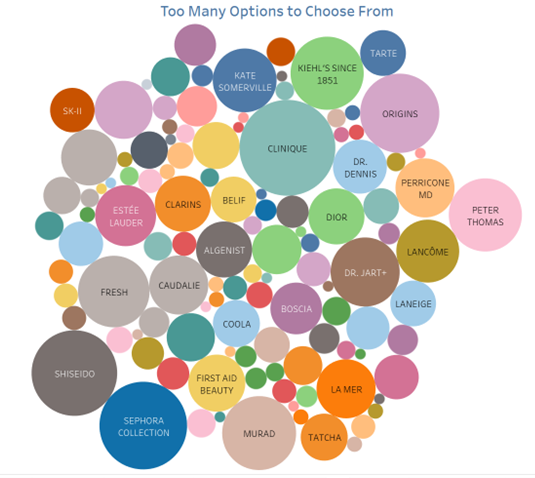 Too Many Options to Choose From
TARTE
KATE
SOMERVILLE
KIEHL'S SINCE
1851
SK-II
ORIGINS
CLINIQUE
DR.
DENNIS
PERRICONE
MD
ESTÉE
LAUDER
CLARINS
BELIF
DIOR
PETER
THOMAS
ALGENIST
LANCÔME
DR. JART+
FRESH
CAUDALIE
BOSCIA
LANEIGE
COOLA
SHISEIDO
FIRST AID
BEAUTY
LA MER
SEPHORA
COLLECTION
MURAD
TATCHA